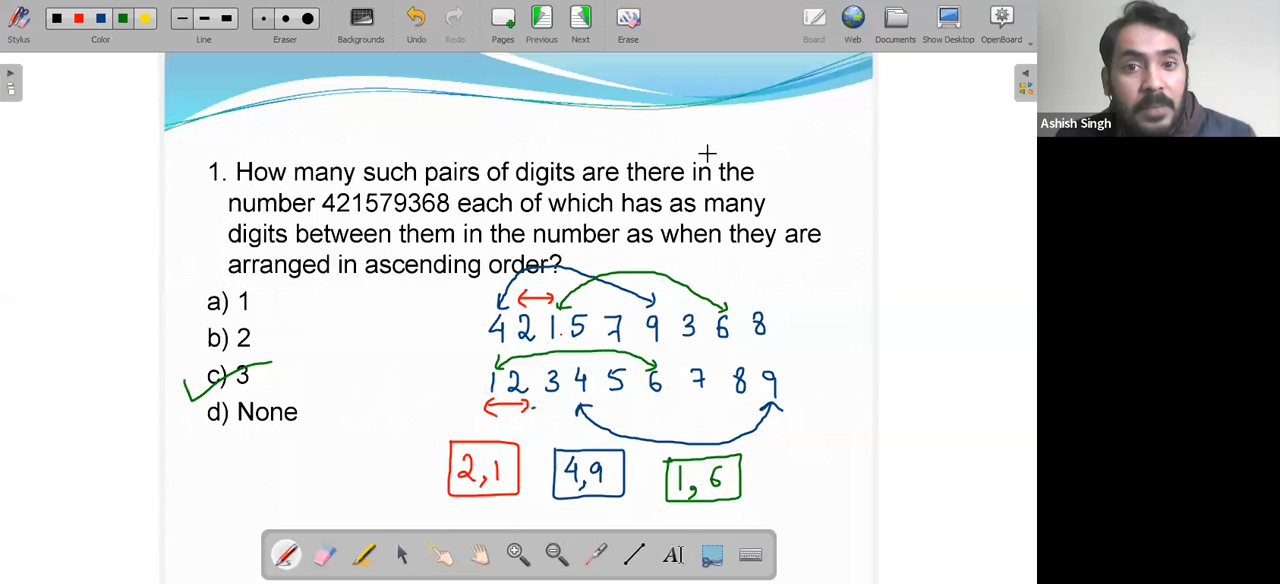 Stylus Color Line Eraser Backgrounds Undo Redo Pages Previous Next Erase Board Web Documents Show Desktop OpenBoard
Ashish Singh
1. How many such pairs of digits are there in the
number 421579368 each of which has as many
digits between them in the number as when they are
arranged in ascending order?
a) 1
b) 2
c) 3
d) None
4 2 1 5 7 9 3 6 8
1 2 3 4 5 6 7 8 9
2,1 4,9 1,6
AI